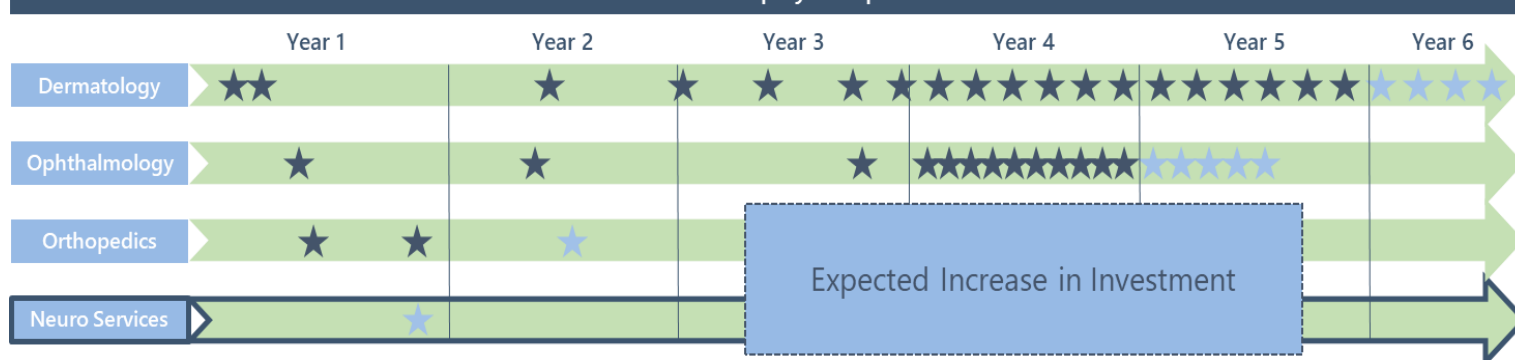 Year 1 Year 2 Year 3 Year 4 Year 5 Year 6
Dermatology
Ophthalmology
Orthopedics
Expected Increase in Investment
Neuro Services